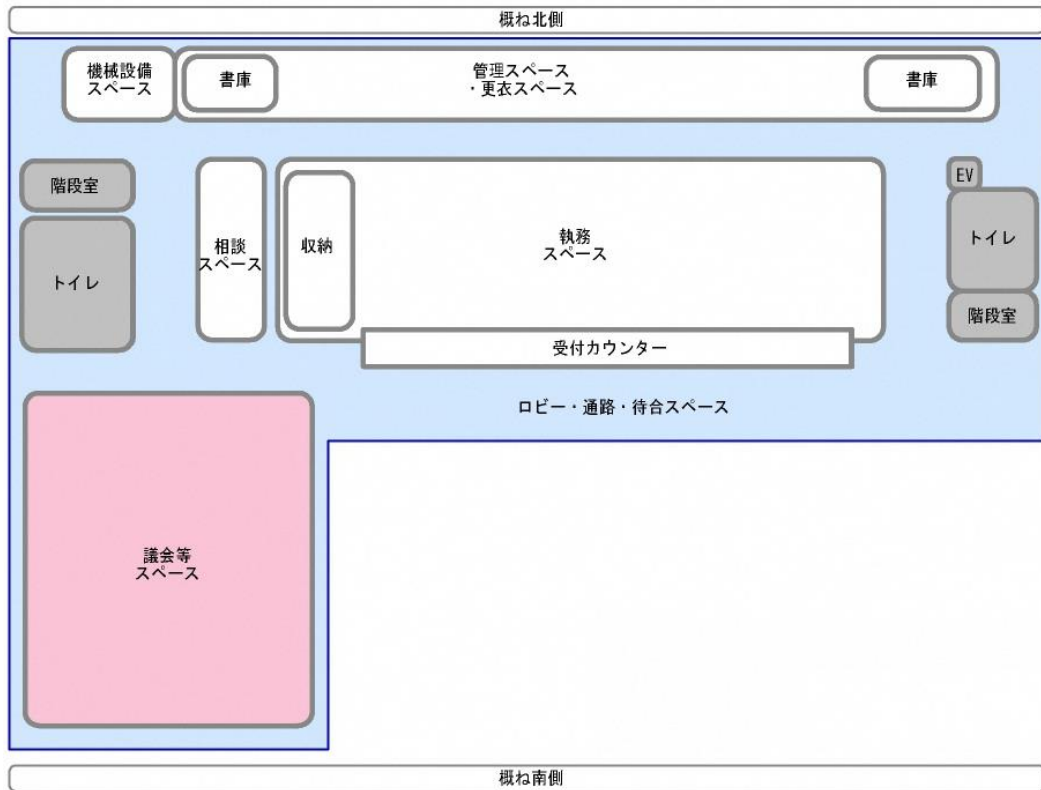 概ね北側
機械設備
スペース
書庫
管理スペース
・更衣スペース
書庫
階段室
トイレ
相談
スペース
収納
執務
スペース
EV
トイレ
階段室
受付カウンター
ロビー・通路・待合スペース
議会等
スペース
概ね南側